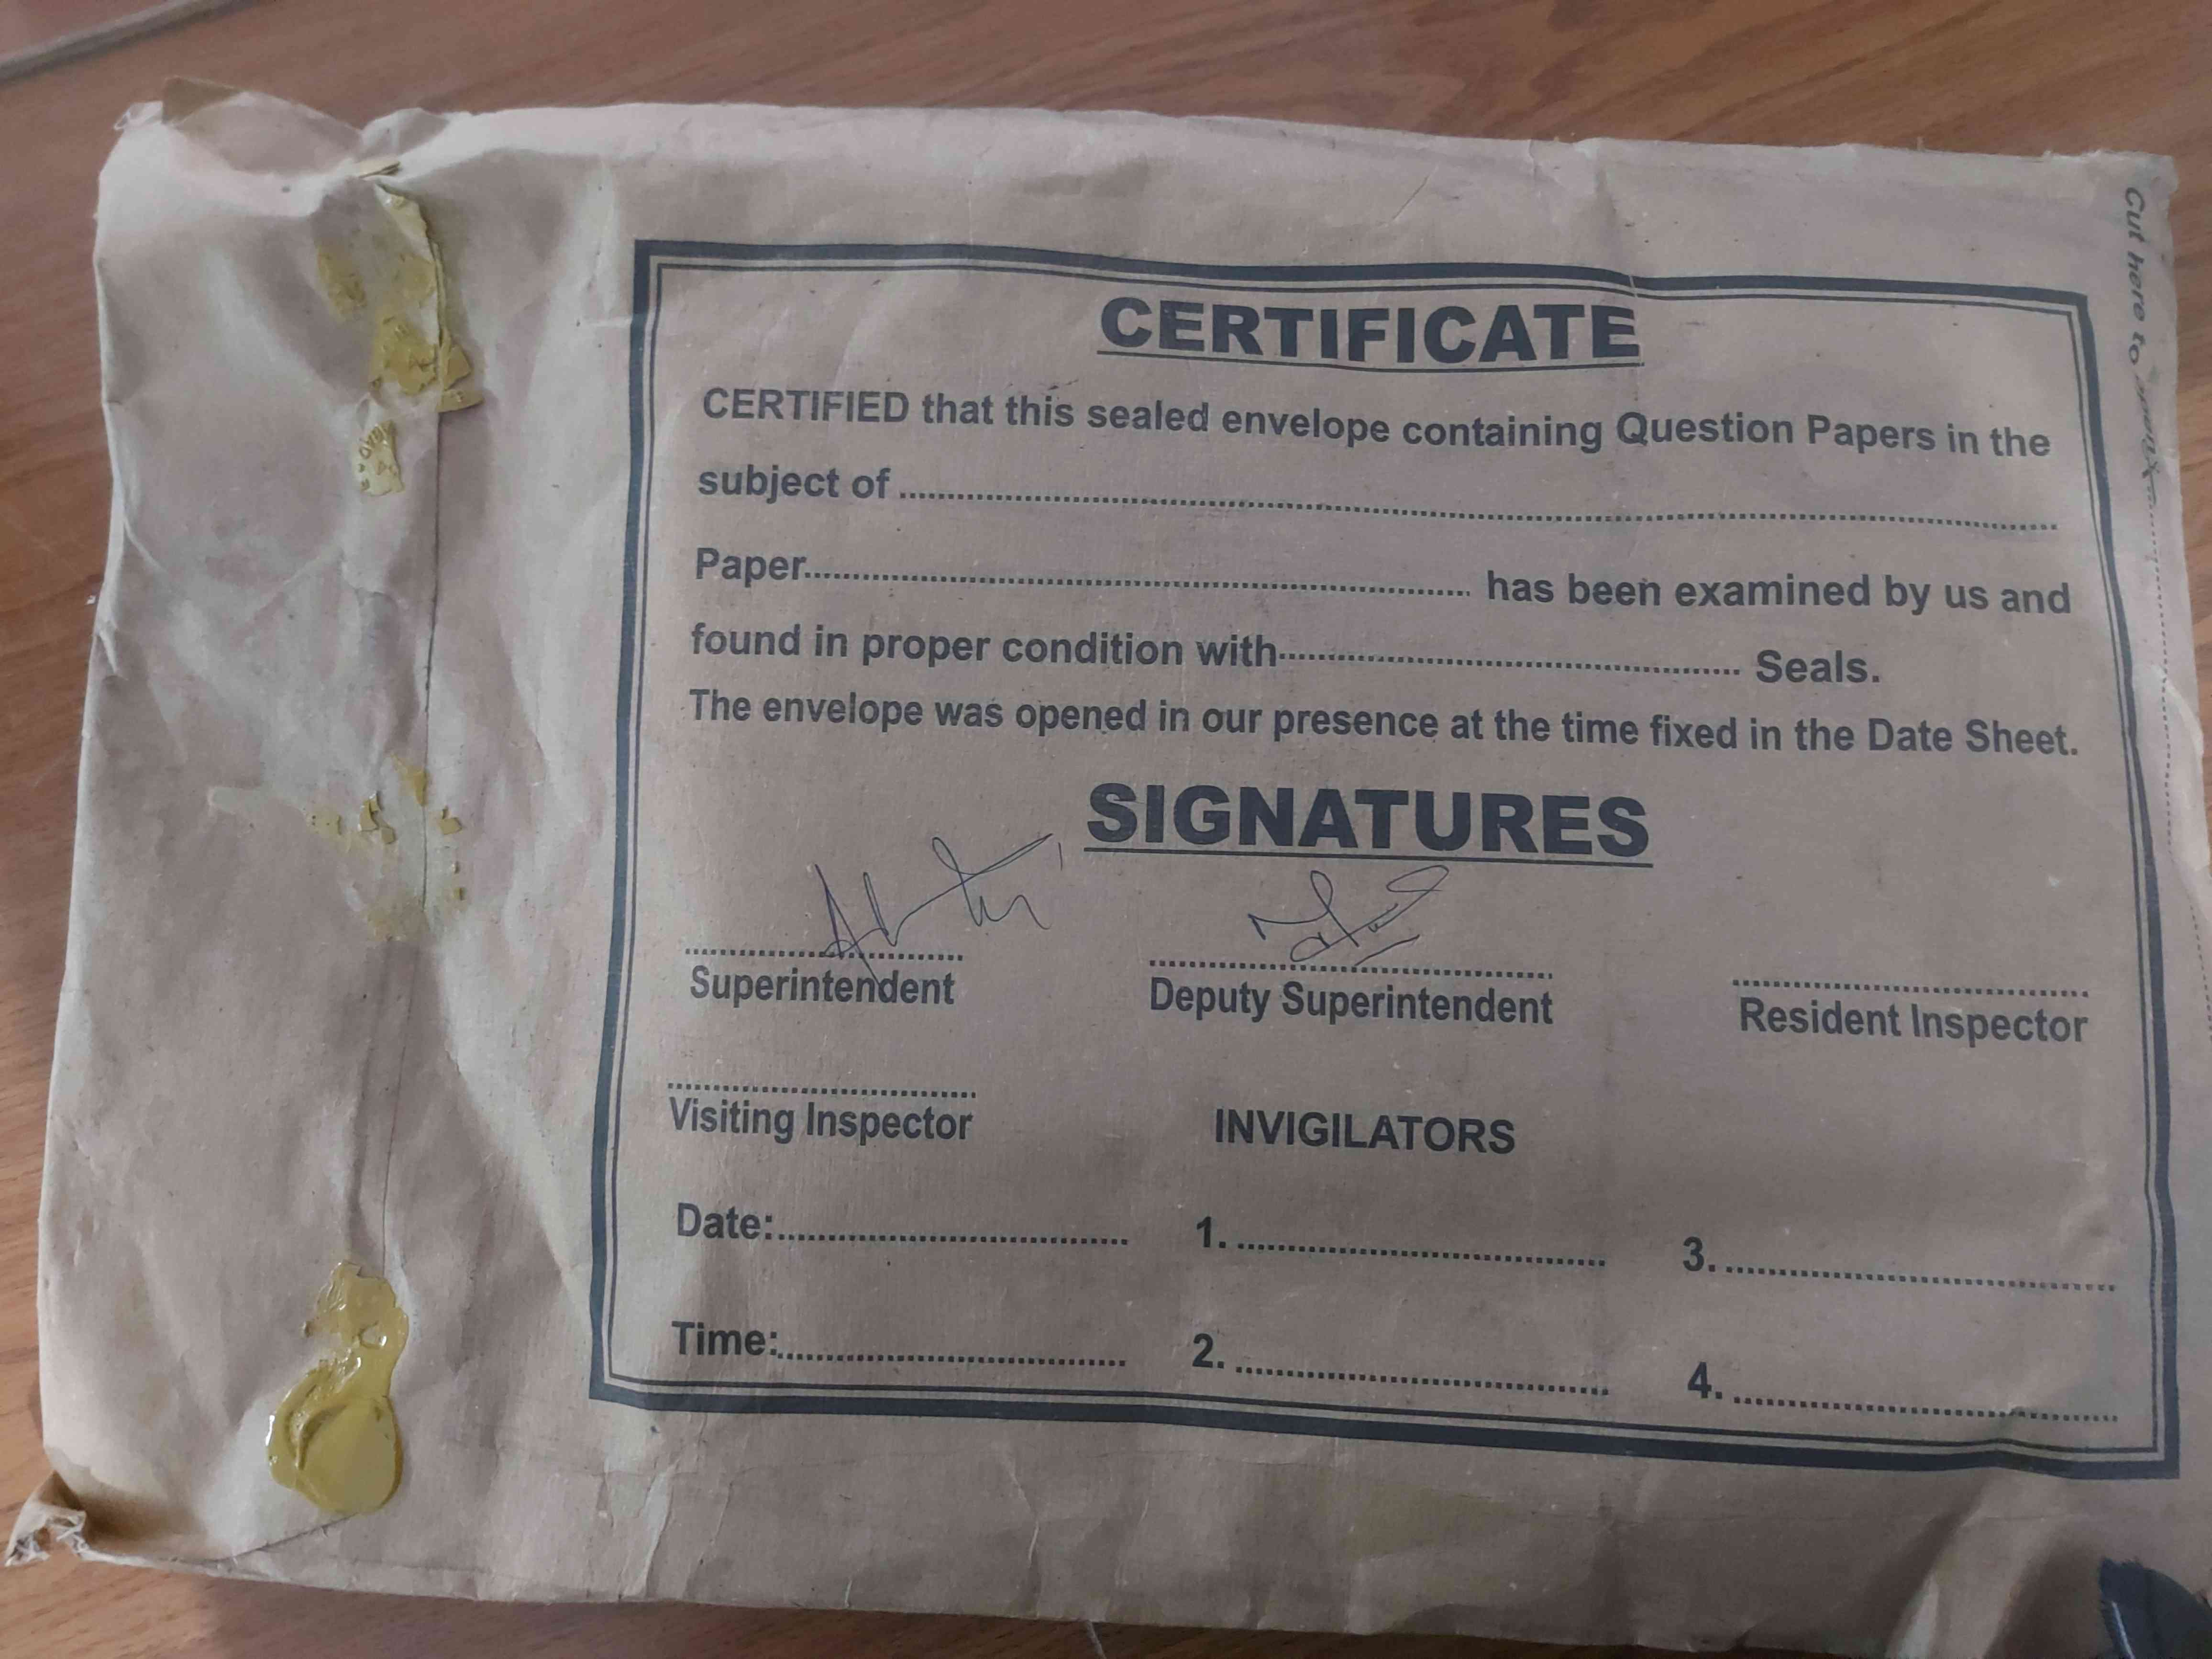 CERTIFICATE
CERTIFIED that this sealed envelope containing Question Papers in the
subject of ........................................
Paper........................................ has been examined by us and
found in proper condition with........................................ Seals.
The envelope was opened in our presence at the time fixed in the Date Sheet.
SIGNATURES
Superintendent
Deputy Superintendent
Resident Inspector
Visiting Inspector
INVIGILATORS
Date:........................................ 1. ........................................ 3. ........................................
Time:........................................ 2. ........................................ 4. ........................................
Cut here to